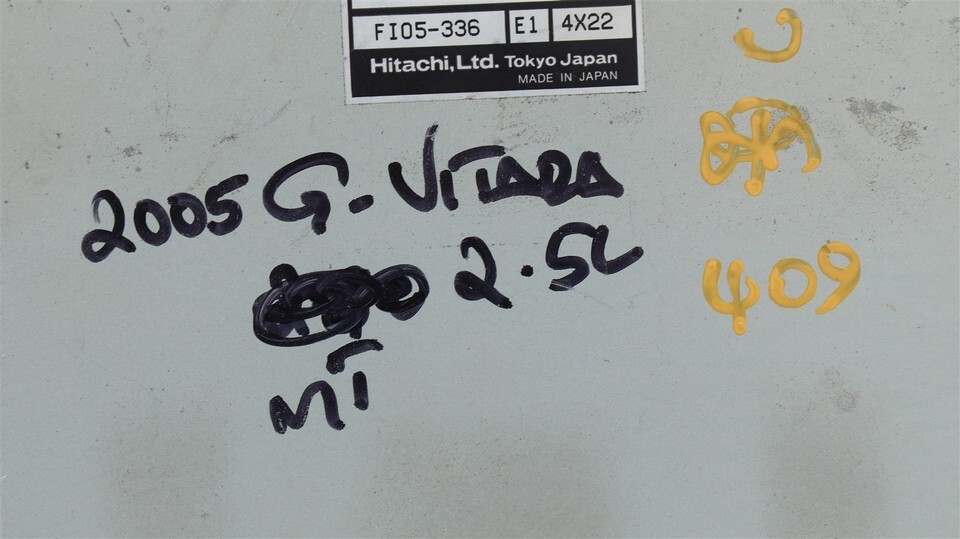 FI05-336 E1 4X22
Hitachi,Ltd. Tokyo Japan
MADE IN JAPAN
2005 G. VITARA
2.5L
MT
409